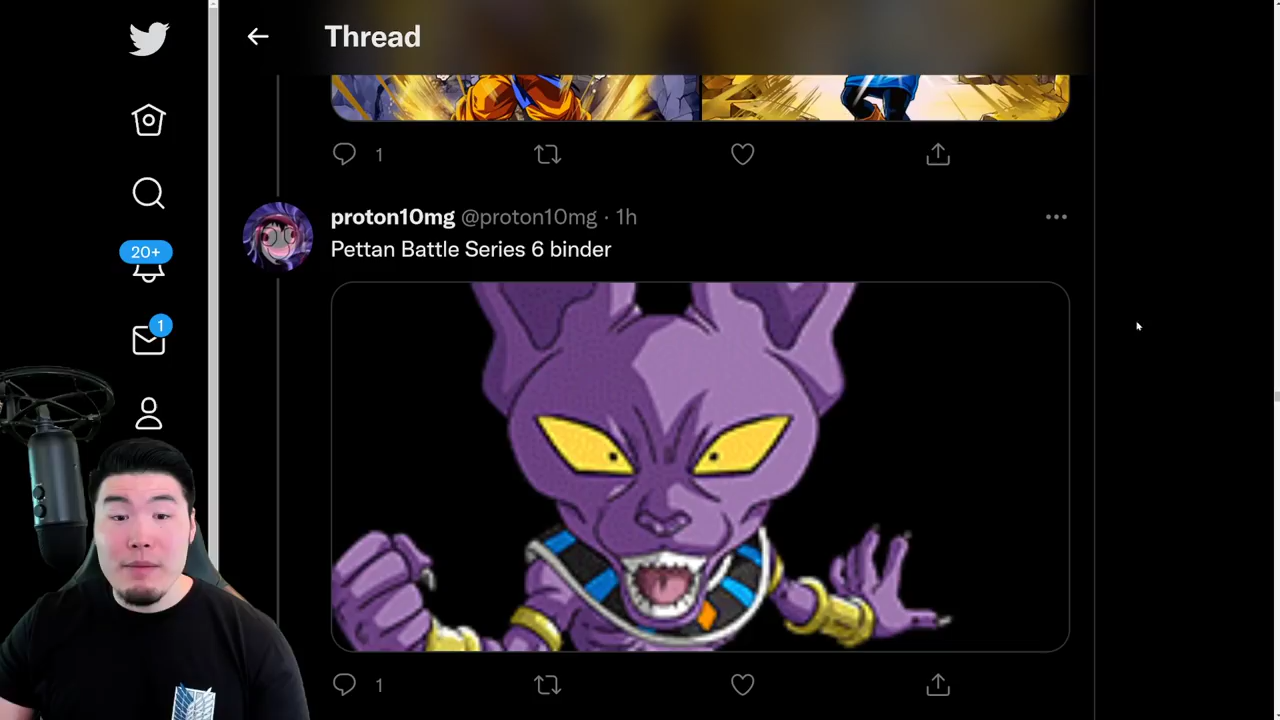 Thread
1
proton10mg @proton10mg · 1h
Pettan Battle Series 6 binder
20+
1
1